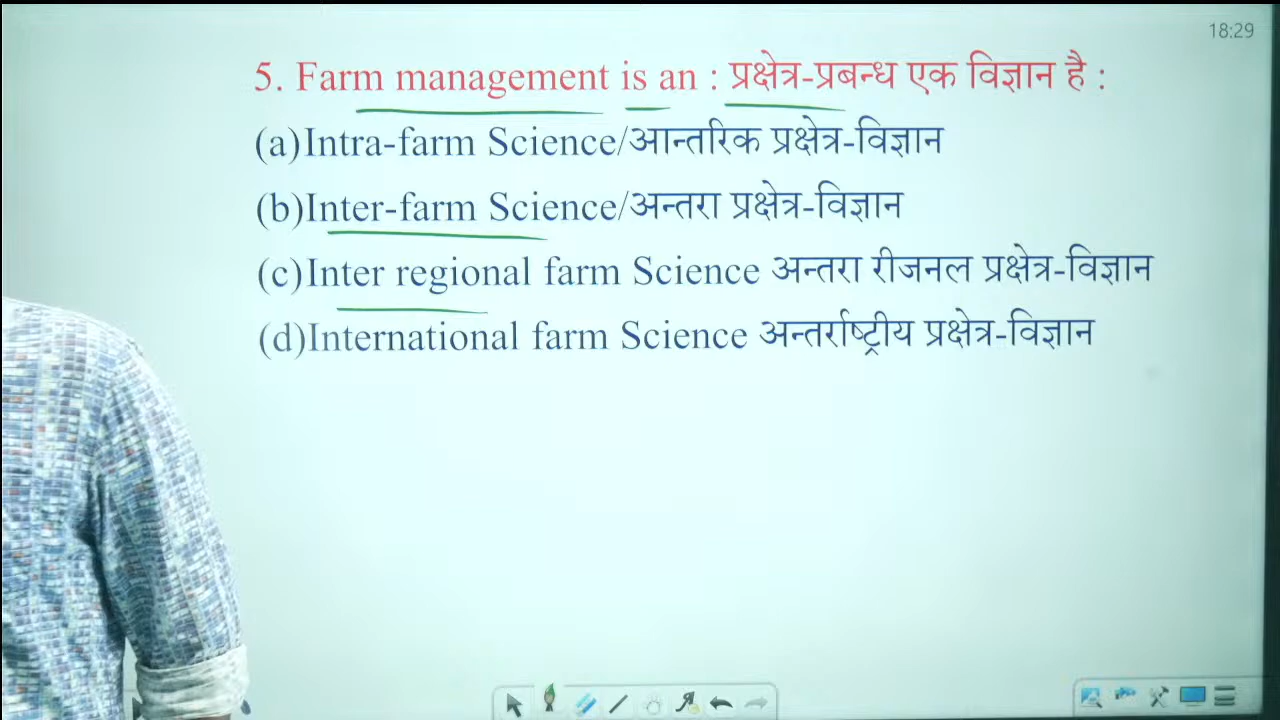 18:29
5. Farm management is an : प्रक्षेत्र-प्रबन्ध एक विज्ञान है :
(a)Intra-farm Science/आन्तरिक प्रक्षेत्र-विज्ञान
(b)Inter-farm Science/अन्तरा प्रक्षेत्र-विज्ञान
(c)Inter regional farm Science अन्तरा रीजनल प्रक्षेत्र-विज्ञान
(d)International farm Science अन्तर्राष्ट्रीय प्रक्षेत्र-विज्ञान